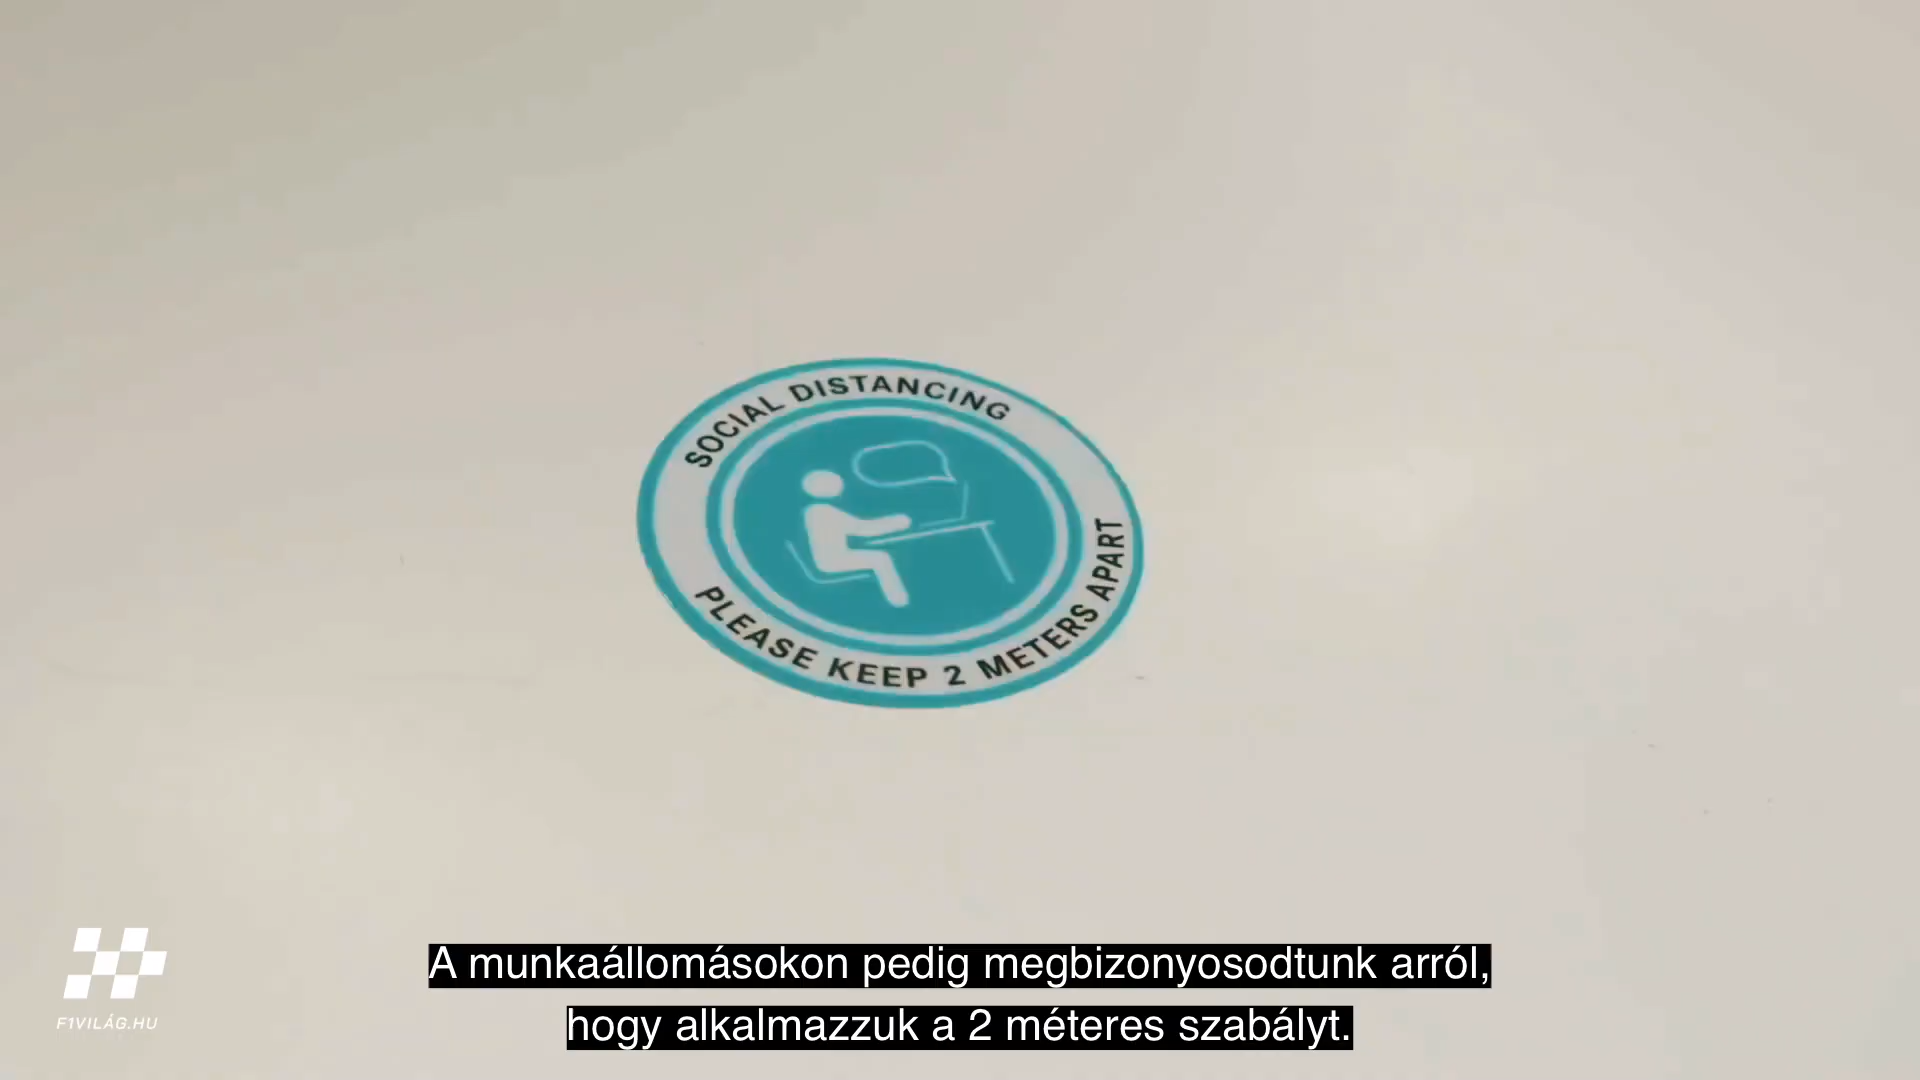 SOCIAL DISTANCING
PLEASE KEEP 2 METERS APART
F1VILÁG.HU
A munkaállomásokon pedig megbizonyosodtunk arról,
hogy alkalmazzuk a 2 méteres szabályt.